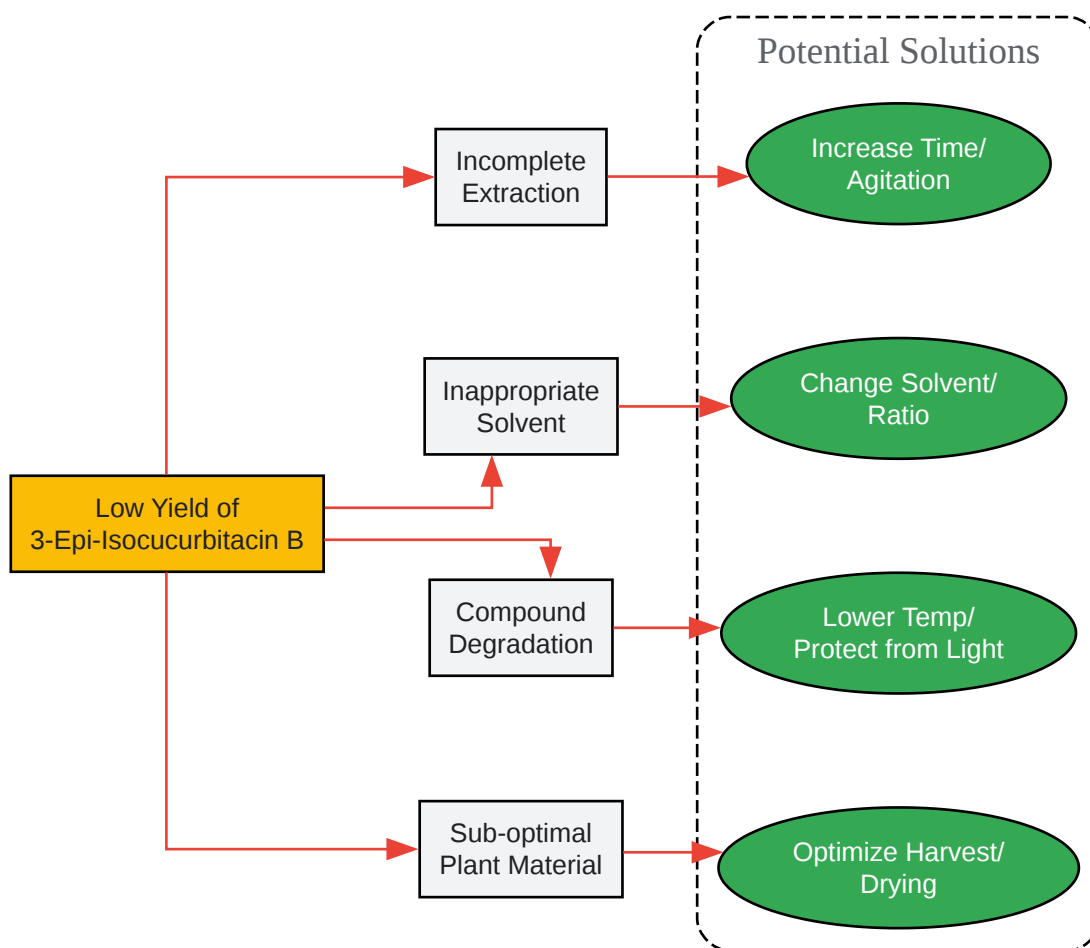 Potential Solutions
Incomplete
Extraction
Increase Time/
Agitation
Inappropriate
Solvent
Change Solvent/
Ratio
Low Yield of
3-Epi-Isocucurbitacin B
Compound
Degradation
Lower Temp/
Protect from Light
Sub-optimal
Plant Material
Optimize Harvest/
Drying